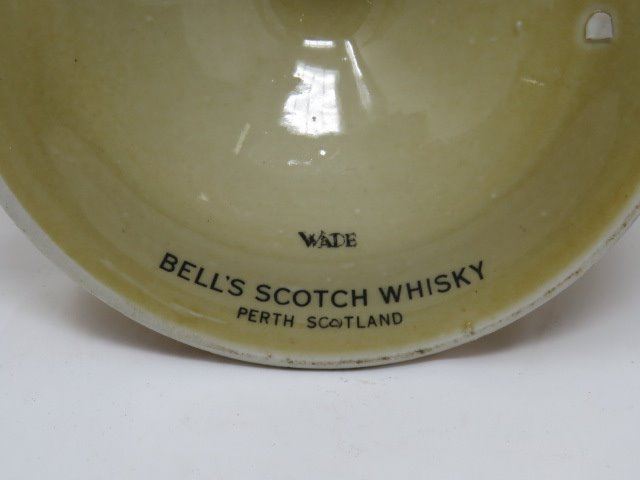 WADE
BELL'S SCOTCH WHISKY
PERTH SCOTLAND